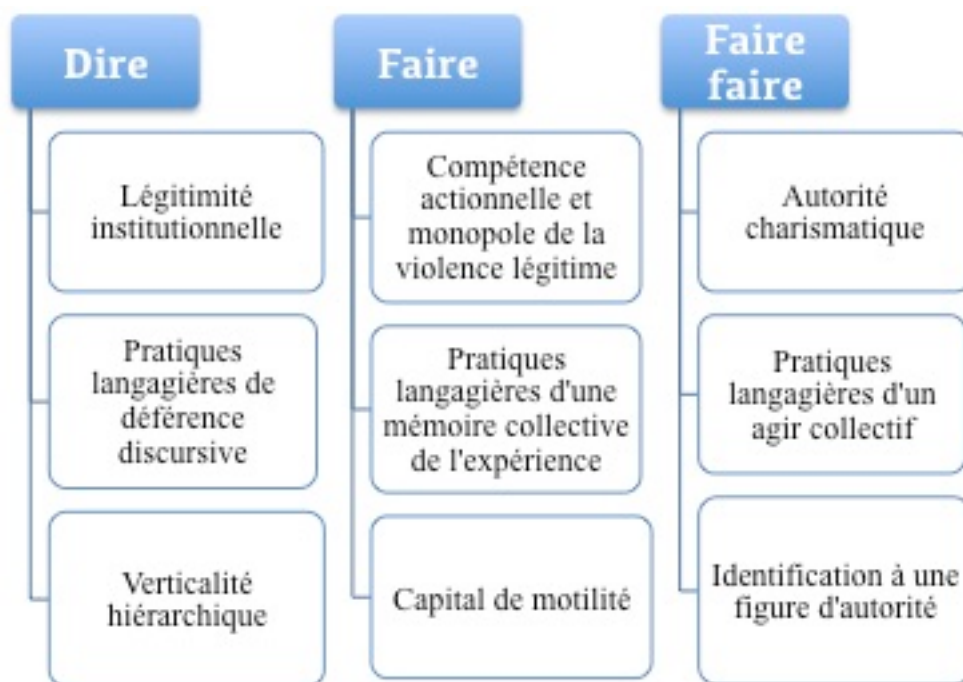 Dire
Légitimité
institutionnelle
Pratiques
langagières de
déférence
discursive
Verticalité
hiérarchique
Faire
Compétence
actionnelle et
monopole de la
violence légitime
Pratiques
langagières d'une
mémoire collective
de l'expérience
Capital de motilité
Faire
faire
Autorité
charismatique
Pratiques
langagières d'un
agir collectif
Identification à une
figure d'autorité